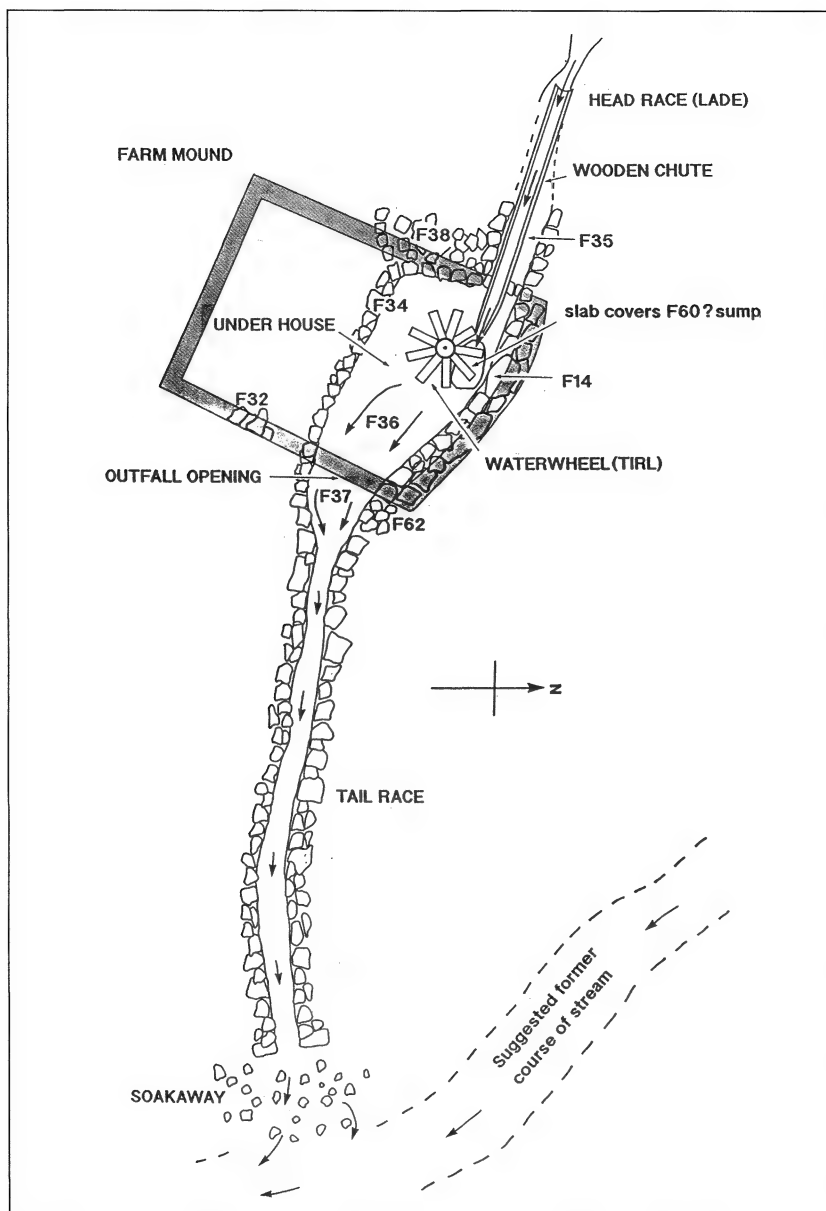 HEAD RACE (LADE)
FARM MOUND
WOODEN CHUTE
F38
F35
F34
slab covers F60? sump
UNDER HOUSE
F14
F32
F36
WATERWHEEL (TIRL)
OUTFALL OPENING
F37
F62
N
TAIL RACE
Suggested former
course of stream
SOAKAWAY